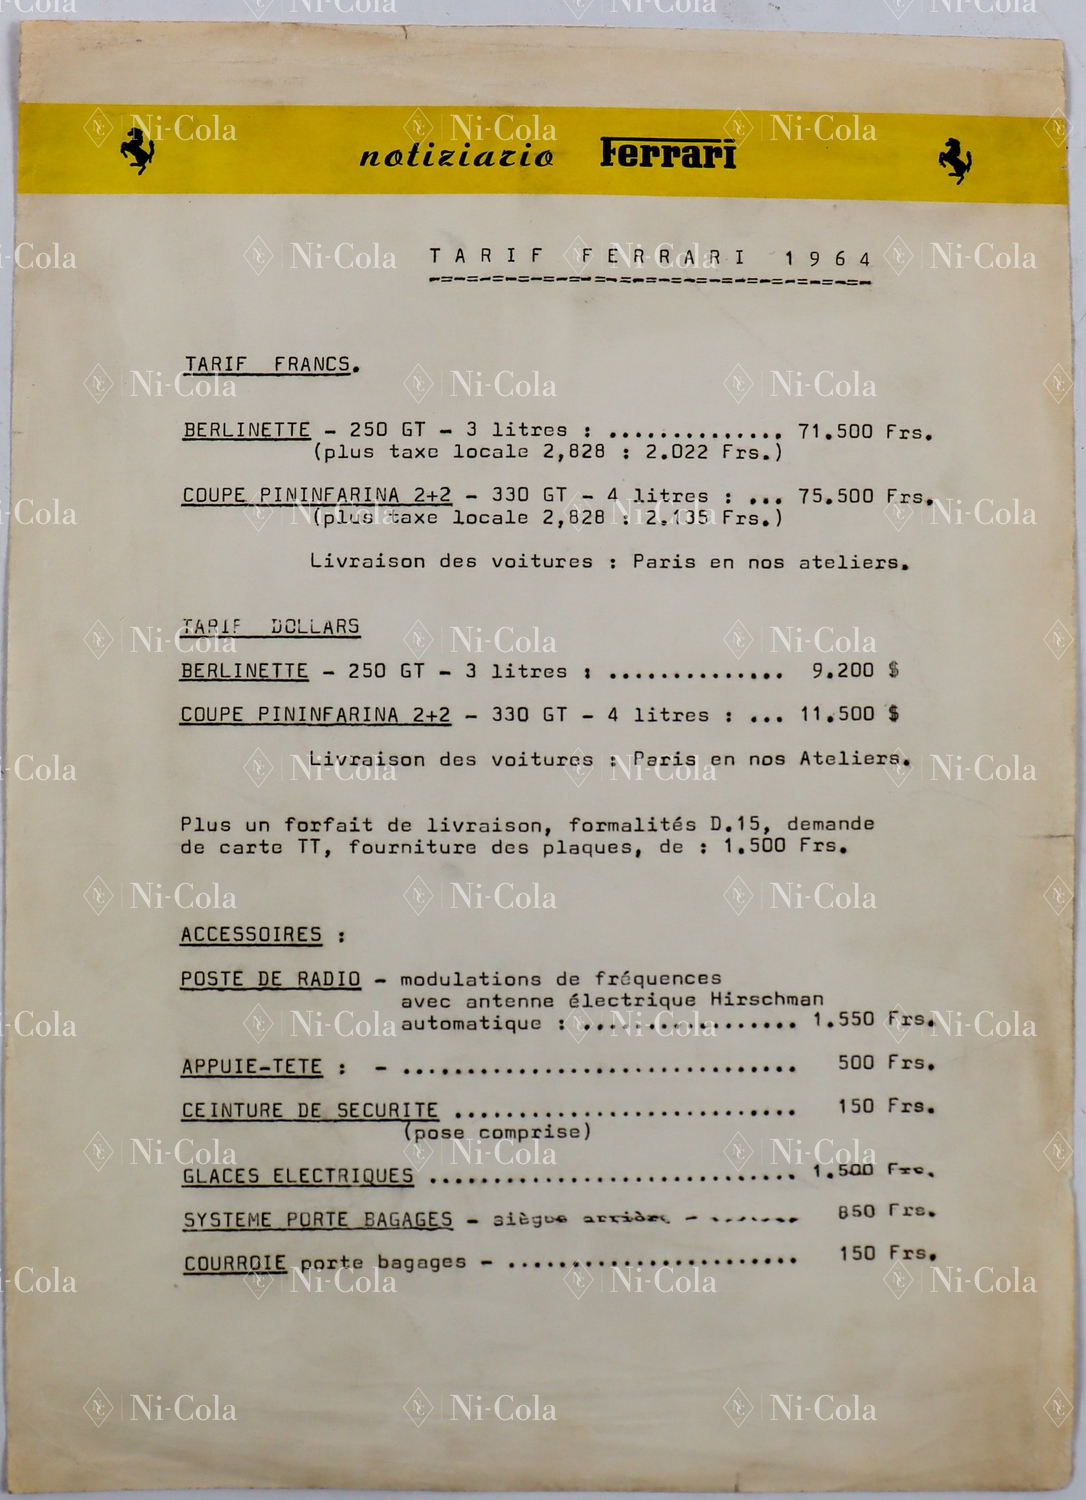 notiziario Ferrari
TARIF FERRARI 1964
TARIF FRANCS.
BERLINETTE - 250 GT - 3 litres : .............. 71.500 Frs.
(plus taxe locale 2,828 : 2.022 Frs.)
COUPE PININFARINA 2+2 - 330 GT - 4 litres : ... 75.500 Frs.
(plus taxe locale 2,828 : 2.135 Frs.)
Livraison des voitures : Paris en nos ateliers.
TARIF DOLLARS
BERLINETTE - 250 GT - 3 litres : .............. 9.200 $
COUPE PININFARINA 2+2 - 330 GT - 4 litres : ... 11.500 $
Livraison des voitures : Paris en nos Ateliers.
Plus un forfait de livraison, formalités D.15, demande
de carte TT, fourniture des plaques, de : 1.500 Frs.
ACCESSOIRES :
POSTE DE RADIO - modulations de fréquences
avec antenne électrique Hirschman
automatique : ................. 1.550 Frs.
APPUIE-TETE : - ............................... 500 Frs.
CEINTURE DE SECURITE ........................... 150 Frs.
(pose comprise)
GLACES ELECTRIQUES ............................. 1.500 Frs.
SYSTEME PORTE BAGAGES - siègue arrière - ....... 850 Frs.
COURROIE porte bagages - ....................... 150 Frs.
Ni-Cola